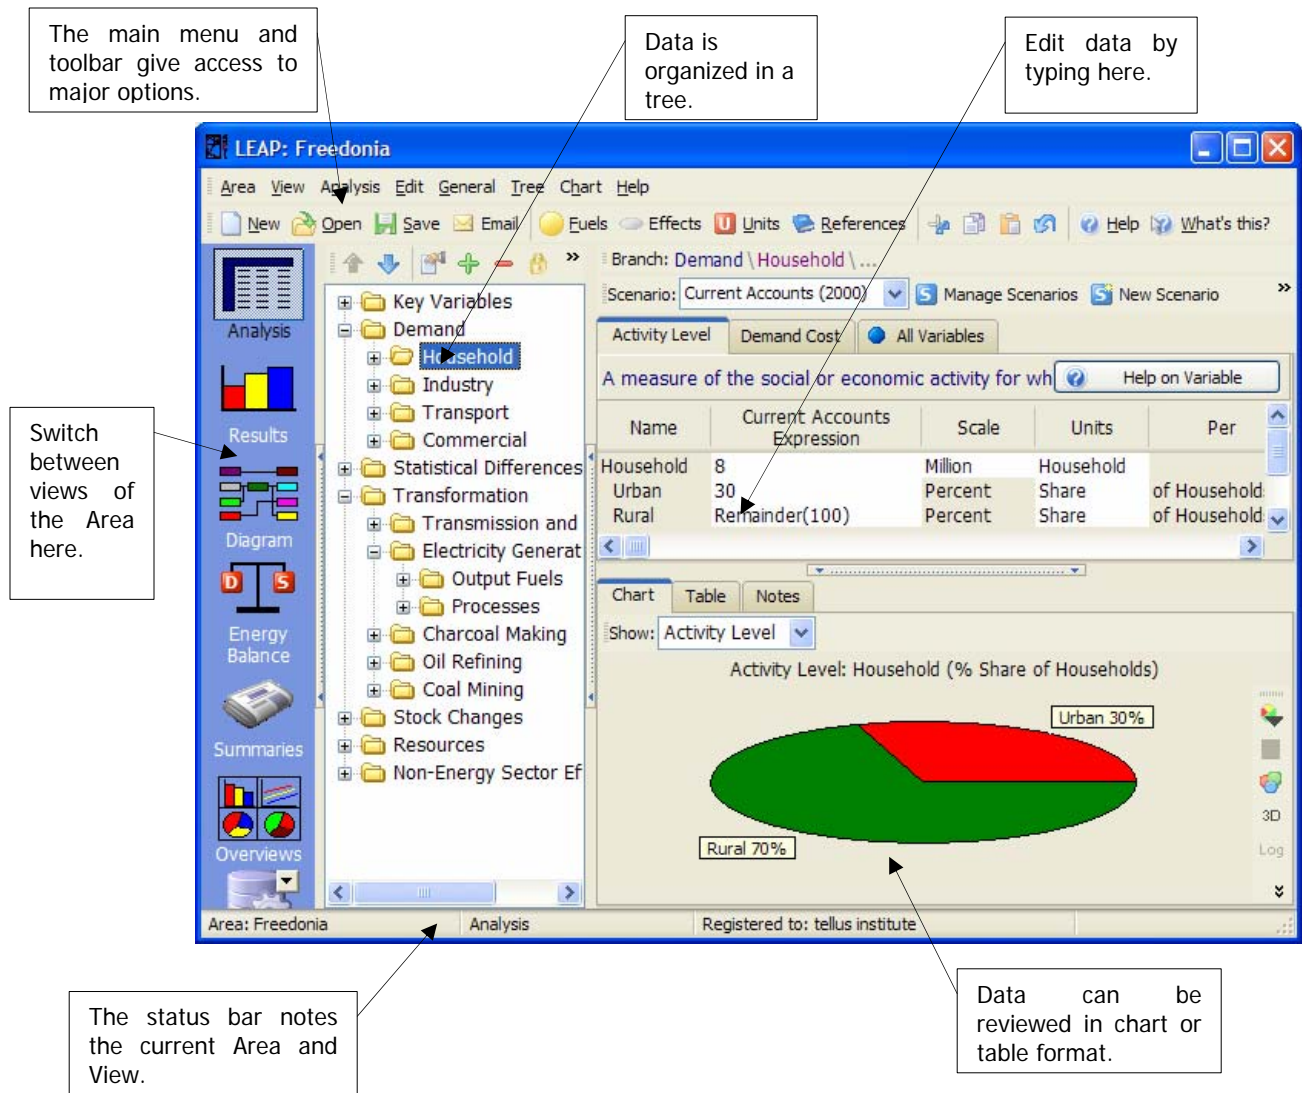 The main menu and
toolbar give access to
major options.
Data is
organized in a
tree.
Edit data by
typing here.
LEAP: Freedonia
Area View Analysis Edit General Tree Chart Help
New Open Save Email Fuels Effects Units References Help What's this?
Branch: Demand \ Household \ ...
Scenario: Current Accounts (2000) Manage Scenarios New Scenario
Analysis
Results
Diagram
Energy
Balance
Summaries
Overviews
Key Variables
Demand
Household
Industry
Transport
Commercial
Statistical Differences
Transformation
Transmission and
Electricity Generat
Output Fuels
Processes
Charcoal Making
Oil Refining
Coal Mining
Stock Changes
Resources
Non-Energy Sector Ef
Activity Level Demand Cost All Variables
A measure of the social or economic activity for wh Help on Variable
Name Current Accounts Expression Scale Units Per
Household 8 Million Household
Urban 30 Percent Share of Household
Rural Remainder(100) Percent Share of Household
Chart Table Notes
Show: Activity Level
Activity Level: Household (% Share of Households)
Urban 30%
Rural 70%
3D
Log
Area: Freedonia Analysis Registered to: tellus institute
Switch
between
views of
the Area
here.
The status bar notes
the current Area and
View.
Data can be
reviewed in chart or
table format.